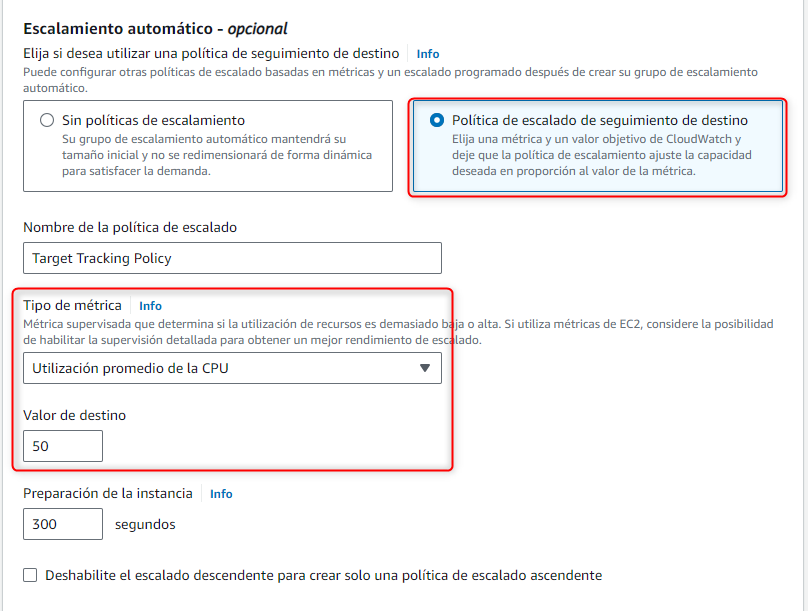 Escalamiento automático - opcional
Elija si desea utilizar una política de seguimiento de destino Info
Puede configurar otras políticas de escalado basadas en métricas y un escalado programado después de crear su grupo de escalamiento
automático.
Sin políticas de escalamiento
Su grupo de escalamiento automático mantendrá su
tamaño inicial y no se redimensionará de forma dinámica
para satisfacer la demanda.
Política de escalado de seguimiento de destino
Elija una métrica y un valor objetivo de CloudWatch y
deje que la política de escalamiento ajuste la capacidad
deseada en proporción al valor de la métrica.
Nombre de la política de escalado
Target Tracking Policy
Tipo de métrica Info
Métrica supervisada que determina si la utilización de recursos es demasiado baja o alta. Si utiliza métricas de EC2, considere la posibilidad
de habilitar la supervisión detallada para obtener un mejor rendimiento de escalado.
Utilización promedio de la CPU
Valor de destino
50
Preparación de la instancia Info
300 segundos
Deshabilite el escalado descendente para crear solo una política de escalado ascendente